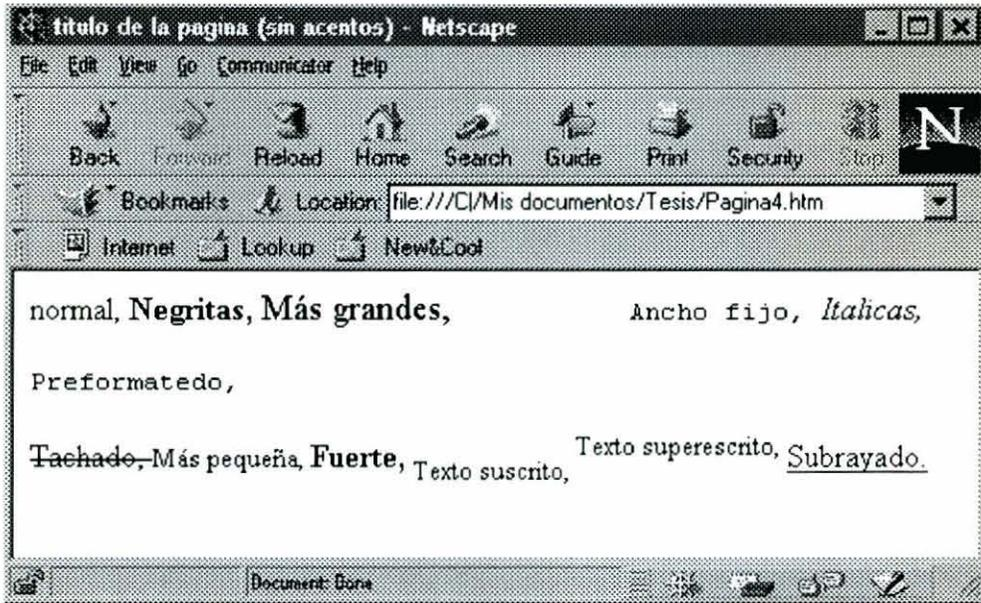 titulo de la pagina (sin acentos) - Netscape
File Edit View Go Communicator Help
Back Forward Reload Home Search Guide Print Security Stop N
Bookmarks Location: file:///C|/Mis documentos/Tesis/Pagina4.htm
Internet Lookup New&Cool
normal, Negritas, Más grandes, Ancho fijo, Italicas,
Preformatedo,
Tachado, Más pequeña, Fuerte, Texto suscrito, Texto superescrito, Subrayado.
Document: Done